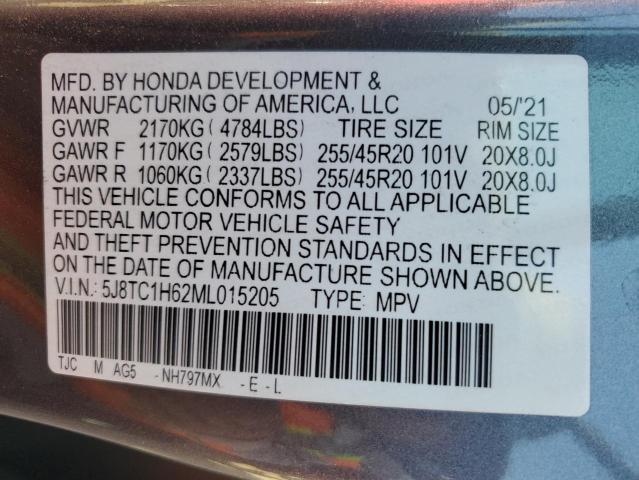 MFD. BY HONDA DEVELOPMENT &
MANUFACTURING OF AMERICA, LLC 05/'21
GVWR 2170KG ( 4784LBS) TIRE SIZE RIM SIZE
GAWR F 1170KG ( 2579LBS) 255/45R20 101V 20X8.0J
GAWR R 1060KG ( 2337LBS) 255/45R20 101V 20X8.0J
THIS VEHICLE CONFORMS TO ALL APPLICABLE
FEDERAL MOTOR VEHICLE SAFETY
AND THEFT PREVENTION STANDARDS IN EFFECT
ON THE DATE OF MANUFACTURE SHOWN ABOVE.
V.I.N.: 5J8TC1H62ML015205 TYPE: MPV
TJC M AG5 -NH797MX -E-L